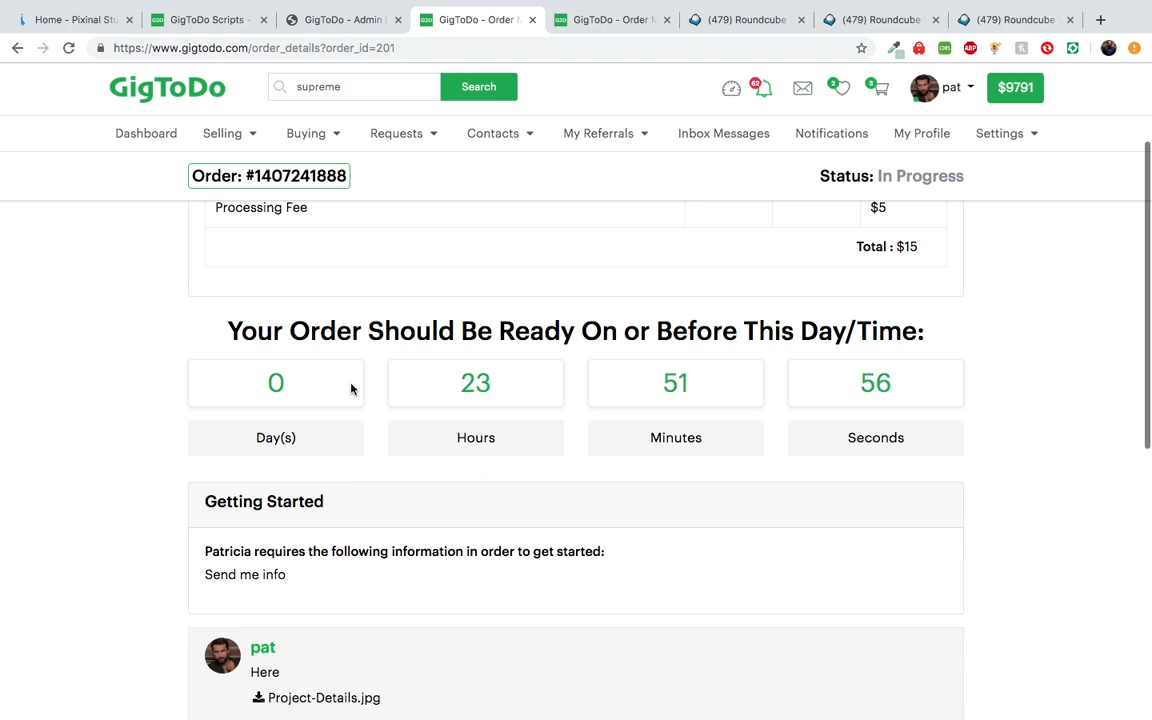 Home - Pixinal Stu
GigToDo Scripts -
GigToDo - Admin L
GigToDo - Order M
GigToDo - Order M
(479) Roundcube
(479) Roundcube
(479) Roundcube
https://www.gigtodo.com/order_details?order_id=201
GigToDo
supreme
Search
62
2
3
pat
$9791
Dashboard
Selling
Buying
Requests
Contacts
My Referrals
Inbox Messages
Notifications
My Profile
Settings
Order: #1407241888
Status: In Progress
Processing Fee
$5
Total : $15
Your Order Should Be Ready On or Before This Day/Time:
0
23
51
56
Day(s)
Hours
Minutes
Seconds
Getting Started
Patricia requires the following information in order to get started:
Send me info
pat
Here
Project-Details.jpg